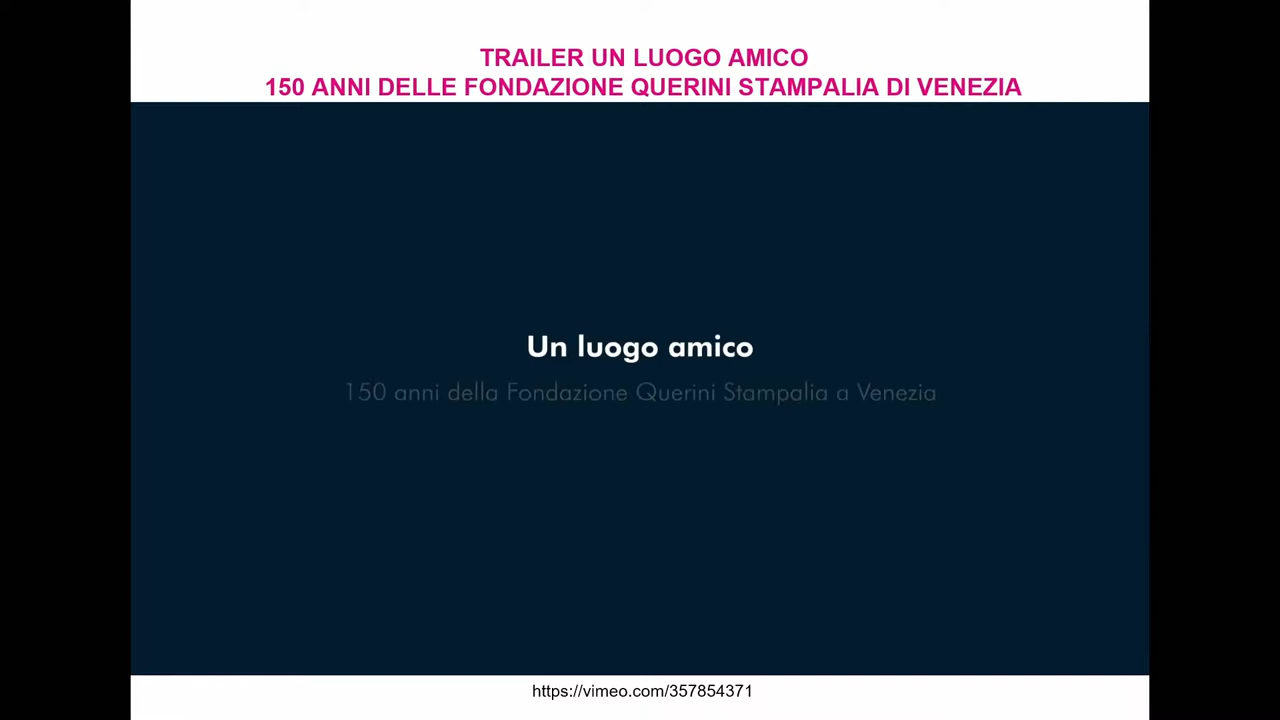 TRAILER UN LUOGO AMICO
150 ANNI DELLE FONDAZIONE QUERINI STAMPALIA DI VENEZIA
Un luogo amico
150 anni della Fondazione Querini Stampalia a Venezia
https://vimeo.com/357854371